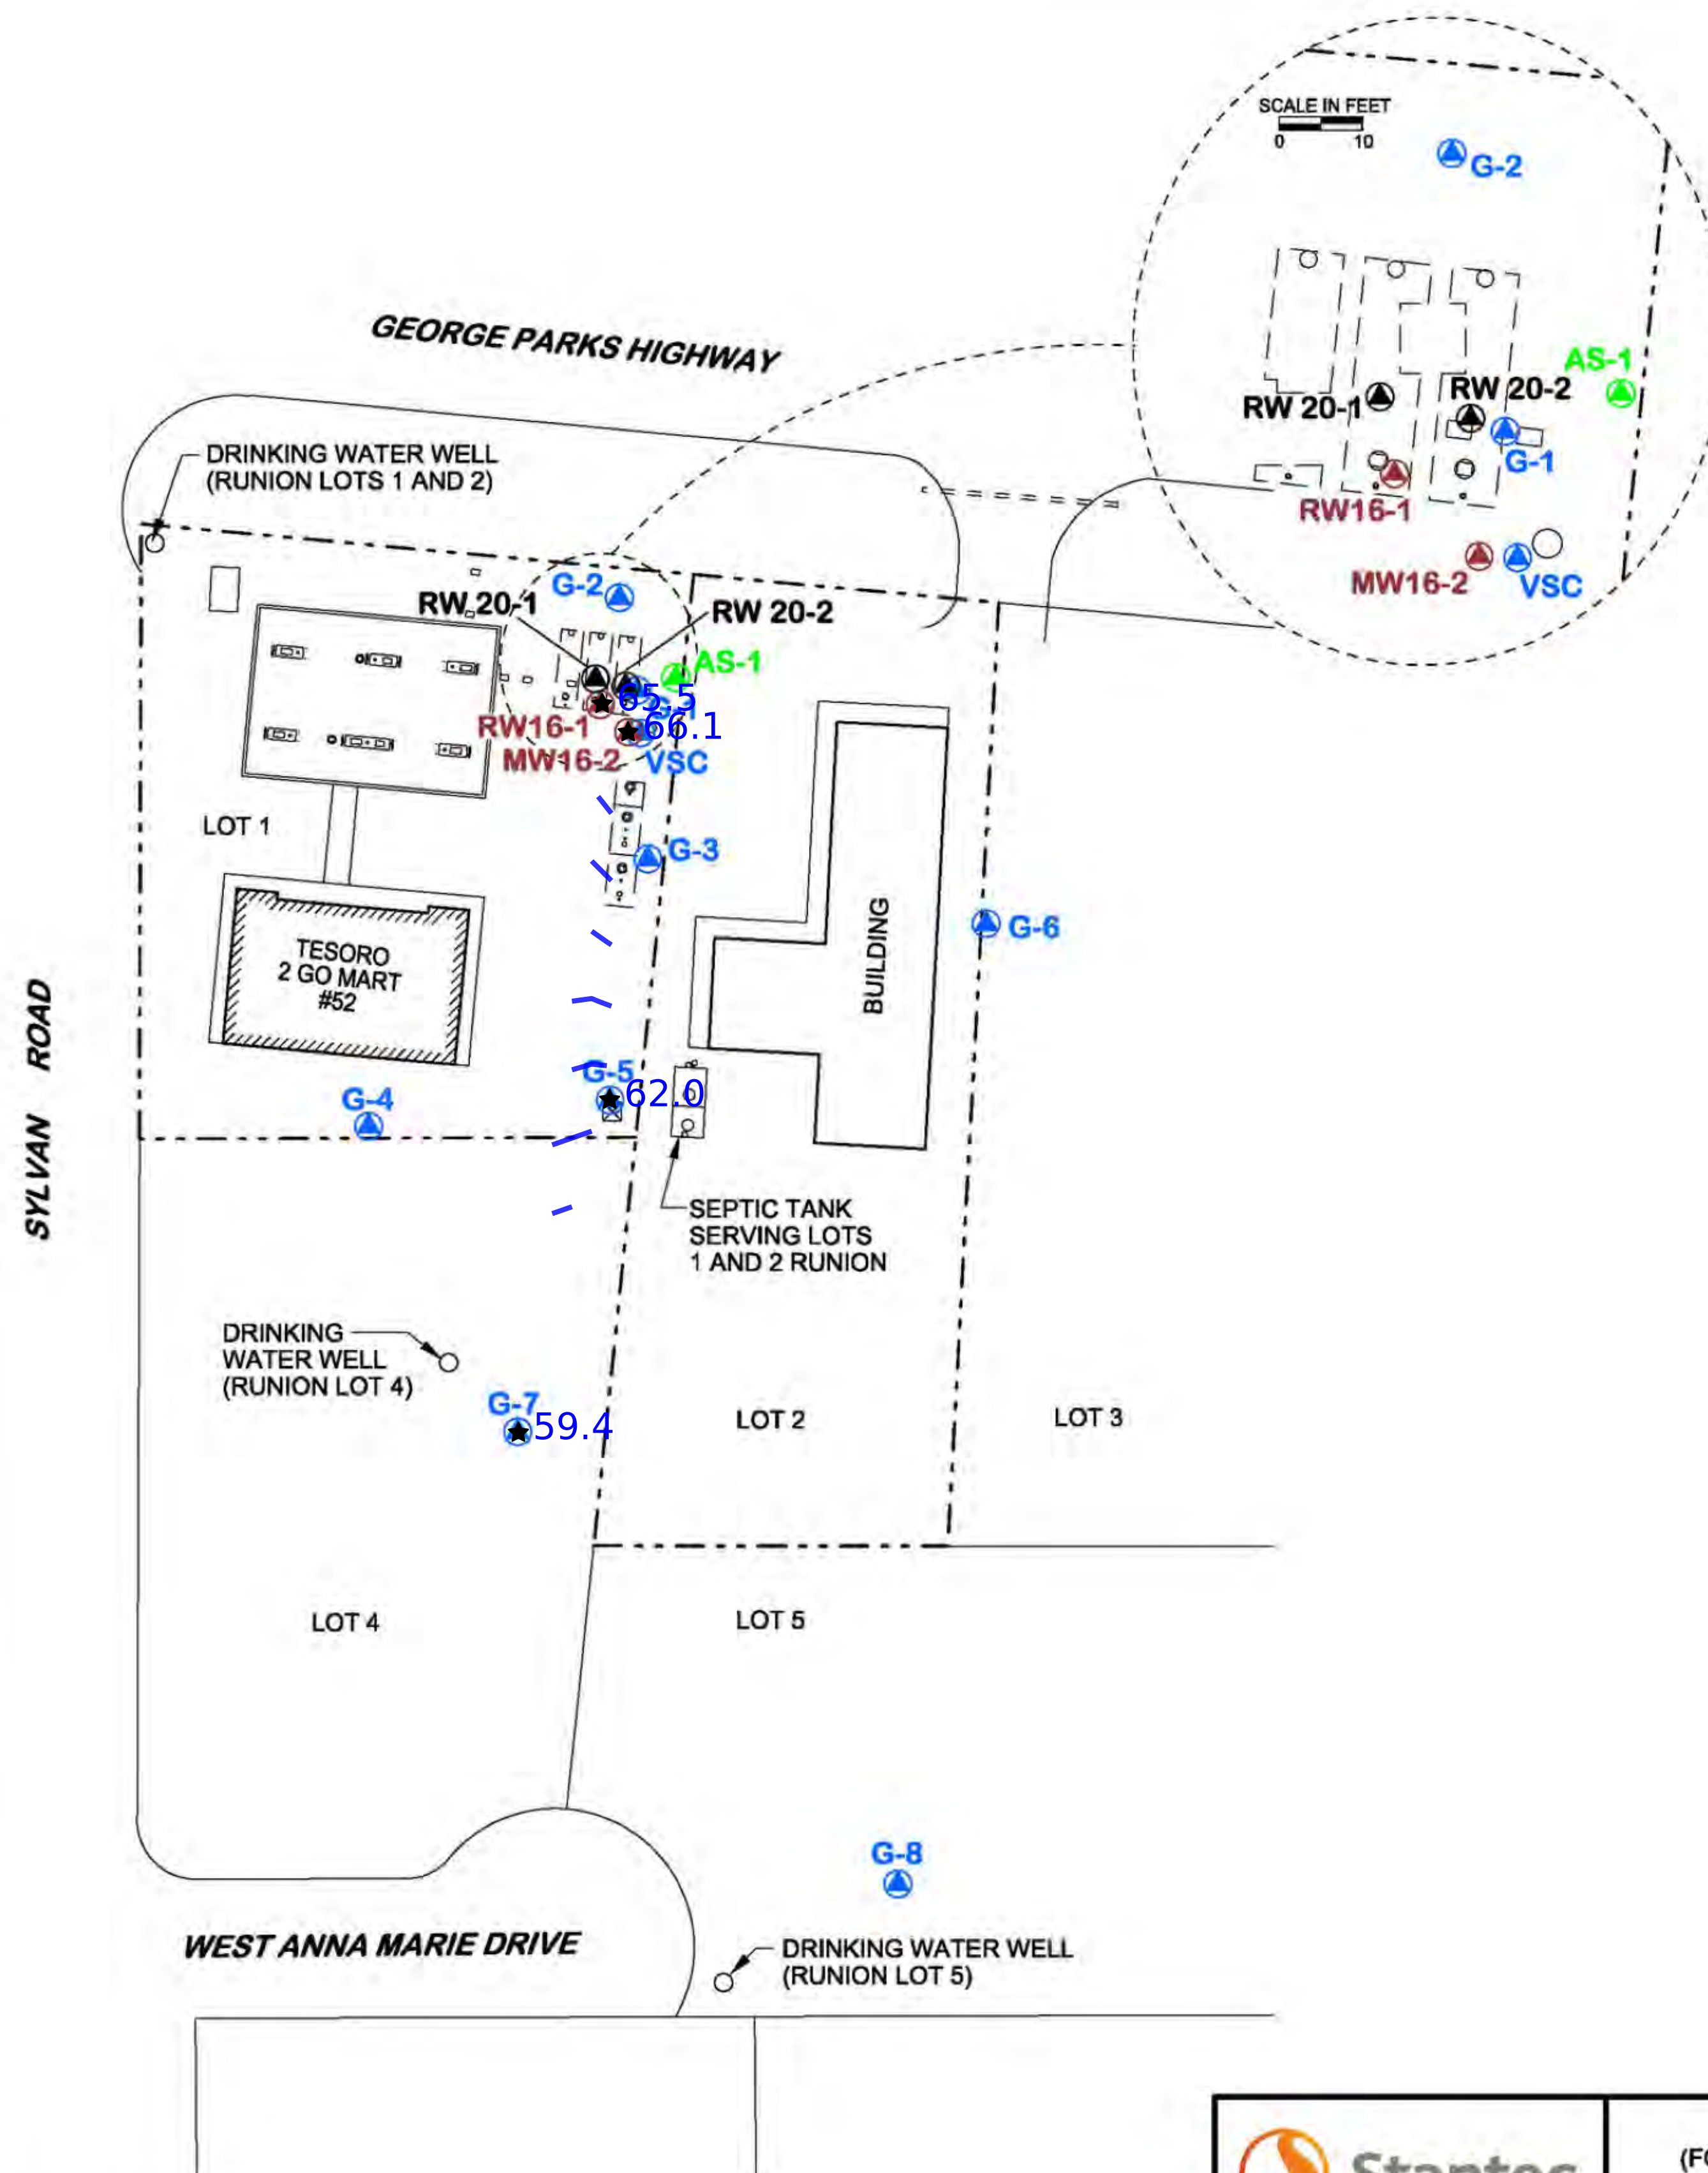 SCALE IN FEET
0 10
G-2
AS-1
RW 20-1
RW 20-2
G-1
RW16-1
MW16-2
VSC
GEORGE PARKS HIGHWAY
DRINKING WATER WELL
(RUNION LOTS 1 AND 2)
G-2
RW 20-1
RW 20-2
AS-1
65.5
RW16-1
66.1
MW16-2
VSC
LOT 1
G-3
TESORO
2 GO MART
#52
BUILDING
G-6
SYLVAN ROAD
G-5
62.0
G-4
SEPTIC TANK
SERVING LOTS
1 AND 2 RUNION
DRINKING
WATER WELL
(RUNION LOT 4)
G-7
59.4
LOT 2
LOT 3
LOT 4
LOT 5
G-8
WEST ANNA MARIE DRIVE
DRINKING WATER WELL
(RUNION LOT 5)